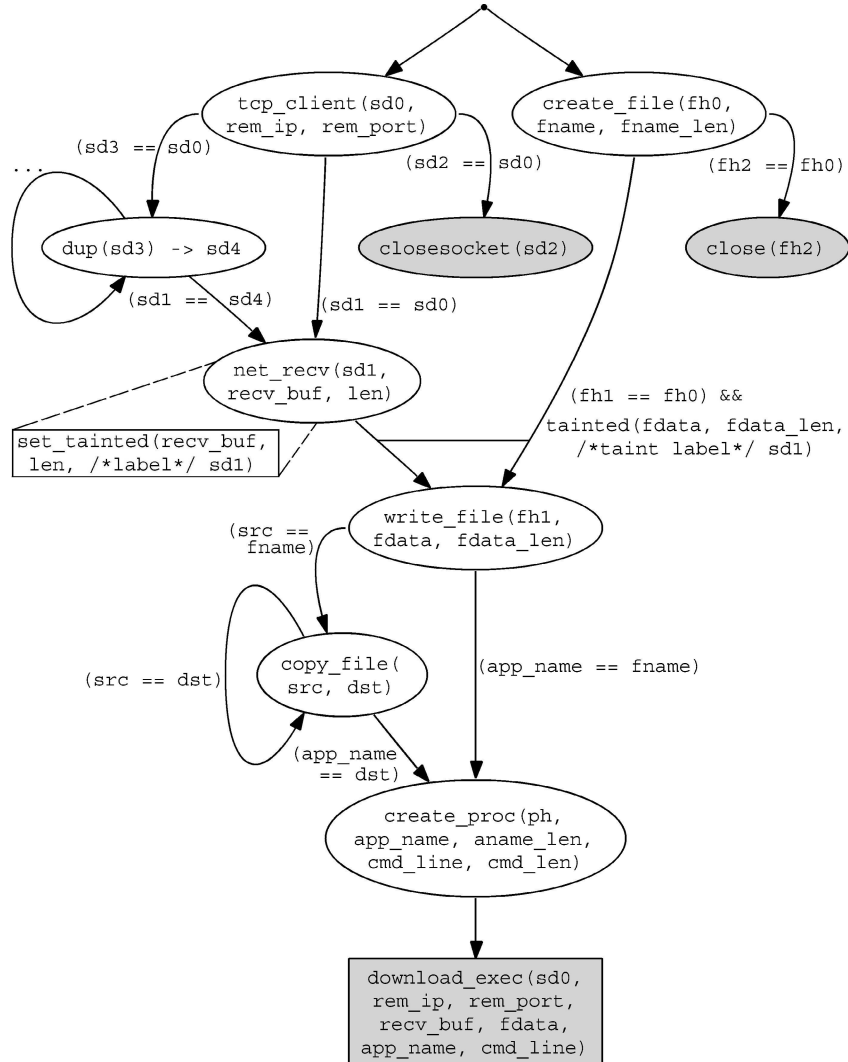 tcp_client(sd0,
rem_ip, rem_port)
create_file(fh0,
fname, fname_len)
(sd3 == sd0)
(sd2 == sd0)
(fh2 == fh0)
...
dup(sd3) -> sd4
closesocket(sd2)
close(fh2)
(sd1 == sd4)
(sd1 == sd0)
net_recv(sd1,
recv_buf, len)
(fh1 == fh0) &&
tainted(fdata, fdata_len,
/*taint label*/ sd1)
set_tainted(recv_buf,
len, /*label*/ sd1)
write_file(fh1,
fdata, fdata_len)
(src ==
fname)
copy_file(
src, dst)
(src == dst)
(app_name == fname)
(app_name
== dst)
create_proc(ph,
app_name, aname_len,
cmd_line, cmd_len)
download_exec(sd0,
rem_ip, rem_port,
recv_buf, fdata,
app_name, cmd_line)